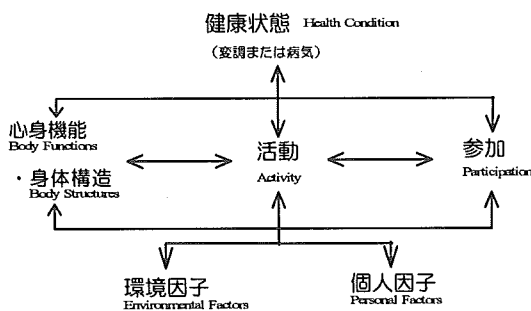 健康状態 Health Condition
(変調または病気)
心身機能
Body Functions
・身体構造
Body Structures
活動
Activity
参加
Participation
環境因子
Environmental Factors
個人因子
Personal Factors